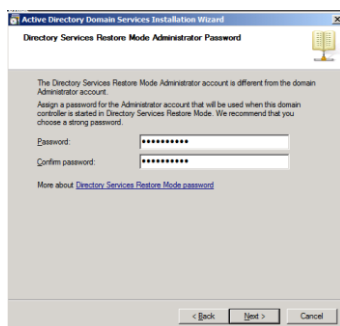 Active Directory Domain Services Installation Wizard
Directory Services Restore Mode Administrator Password
The Directory Services Restore Mode Administrator account is different from the domain
Administrator account.
Assign a password for the Administrator account that will be used when this domain
controller is started in Directory Services Restore Mode. We recommend that you
choose a strong password.
Password:
••••••••••
Confirm password:
••••••••••
More about Directory Services Restore Mode password
< Back
Next >
Cancel